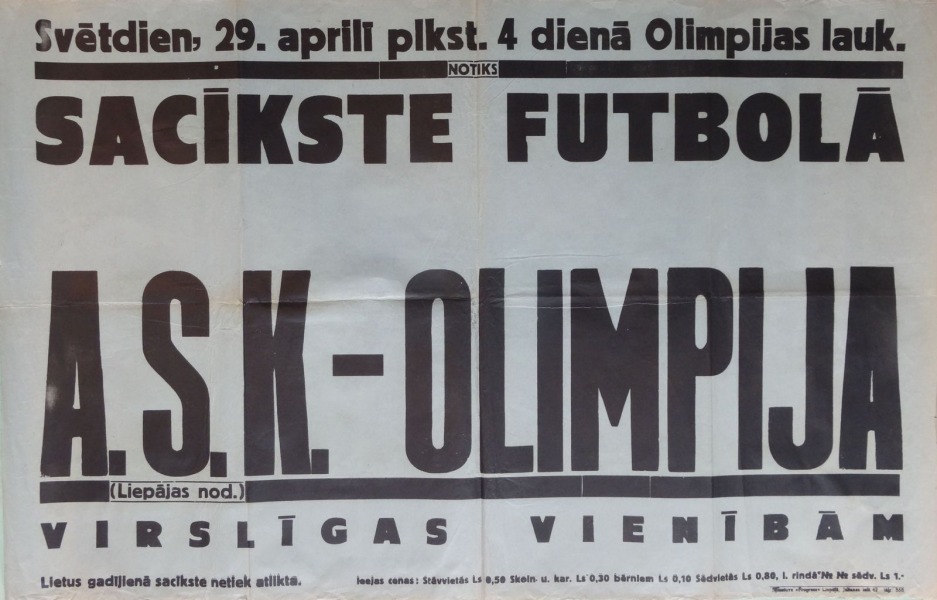 Svētdien, 29. aprilī plkst. 4 dienā Olimpijas lauk.
NOTIKS
SACĪKSTE FUTBOLĀ
A.S.K. – OLIMPIJA
(Liepājas nod.)
VIRSLĪGAS VIENĪBĀM
Lietus gadījienā sacīkste netiek atlikta.
Ieejas cenas: Stāvvietās Ls 0,50 Skoln. u. kar. Ls 0,30 bērniem Ls 0,10 Sēdvietās Ls 0,80, I. rindā № № sēdv. Ls 1.-